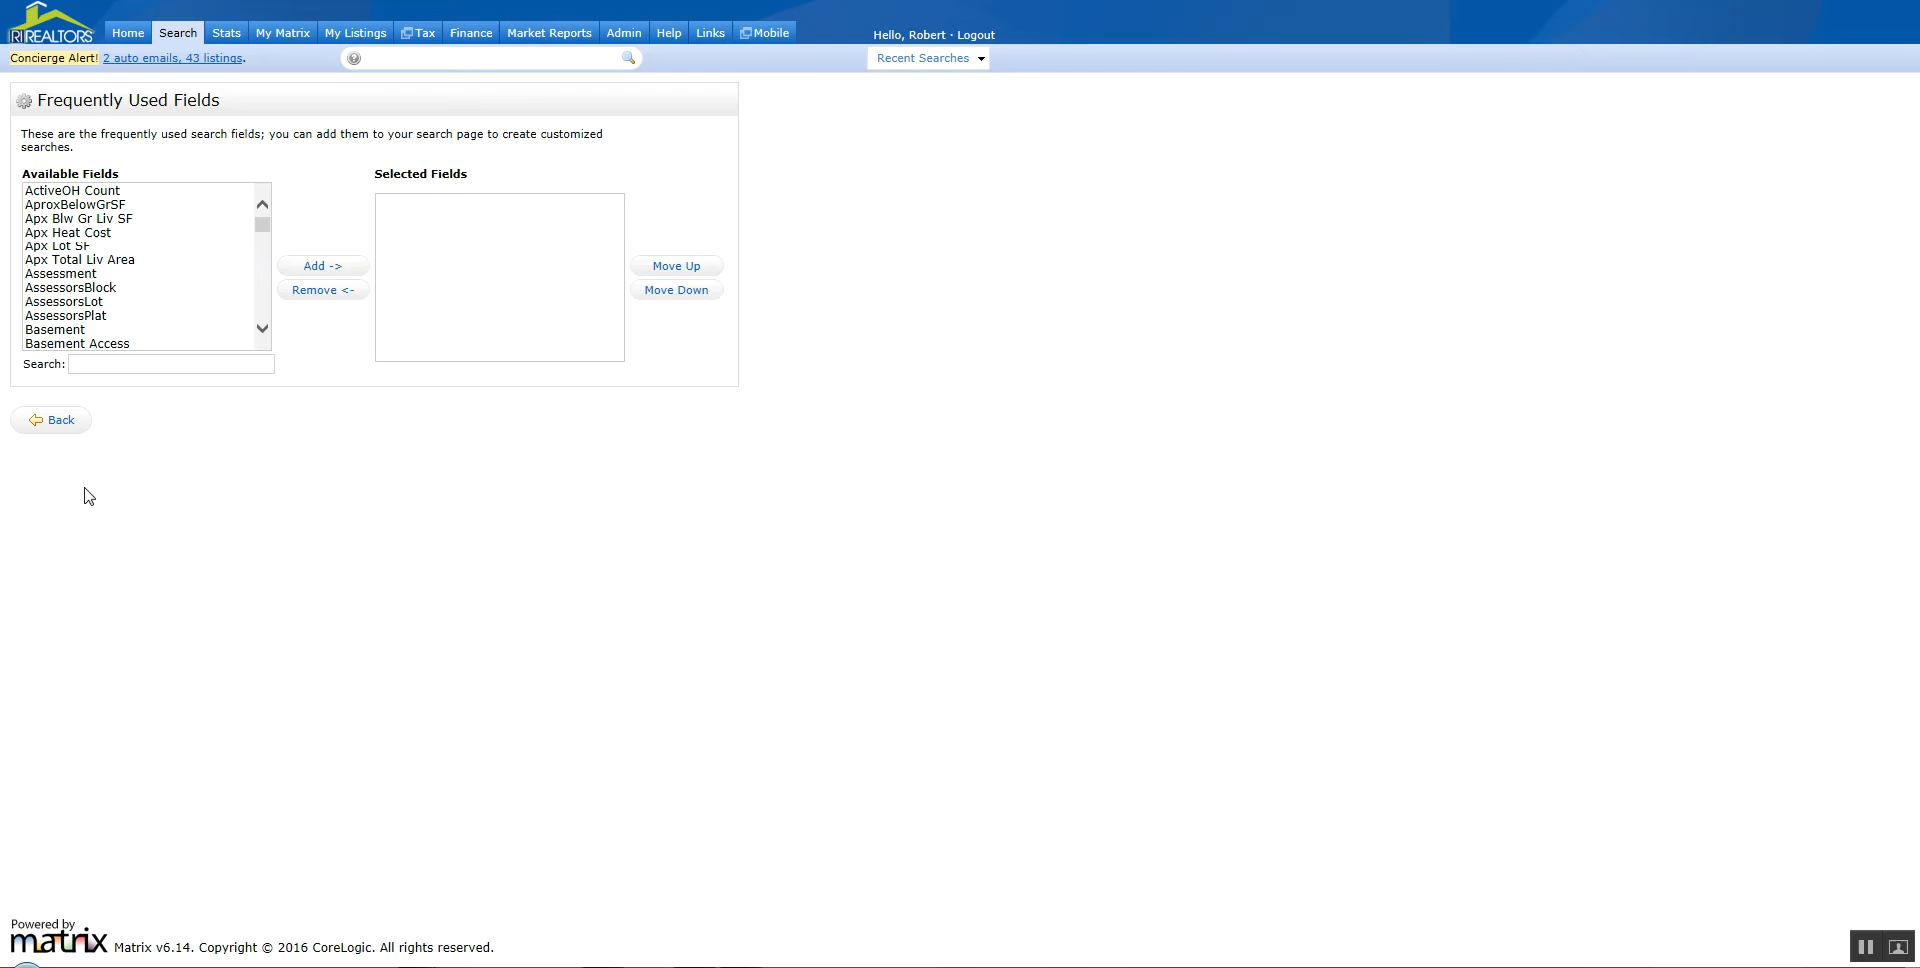 RIREALTORS
Home Search Stats My Matrix My Listings Tax Finance Market Reports Admin Help Links Mobile
Hello, Robert · Logout
Concierge Alert! 2 auto emails, 43 listings.
Recent Searches
Frequently Used Fields
These are the frequently used search fields; you can add them to your search page to create customized
searches.
Available Fields
Selected Fields
ActiveOH Count
AproxBelowGrSF
Apx Blw Gr Liv SF
Apx Heat Cost
Apx Lot SF
Apx Total Liv Area
Assessment
AssessorsBlock
AssessorsLot
AssessorsPlat
Basement
Basement Access
Add ->
Remove <-
Move Up
Move Down
Search:
Back
Powered by
matrix
Matrix v6.14. Copyright © 2016 CoreLogic. All rights reserved.